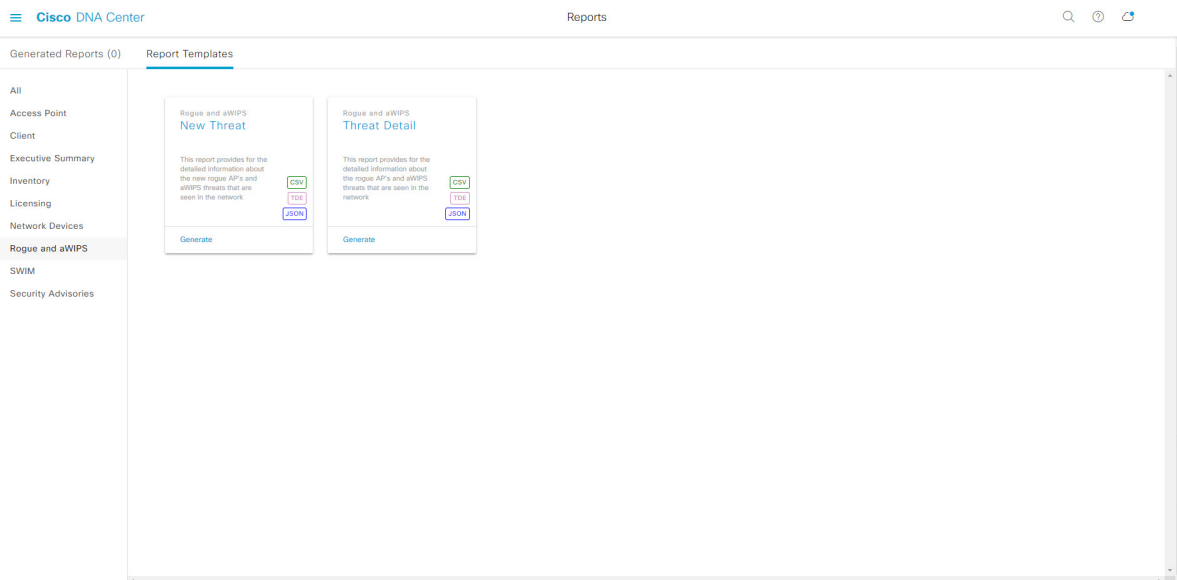 Cisco DNA Center
Reports
Generated Reports (0)
Report Templates
All
Access Point
Client
Executive Summary
Inventory
Licensing
Network Devices
Rogue and aWIPS
SWIM
Security Advisories
Rogue and aWIPS
New Threat
This report provides for the
detailed information about
the new rogue AP's and
aWIPS threats that are
seen in the network
CSV
TDE
JSON
Generate
Rogue and aWIPS
Threat Detail
This report provides for the
detailed information about
the rogue AP's and aWIPS
threats that are seen in the
network
CSV
TDE
JSON
Generate